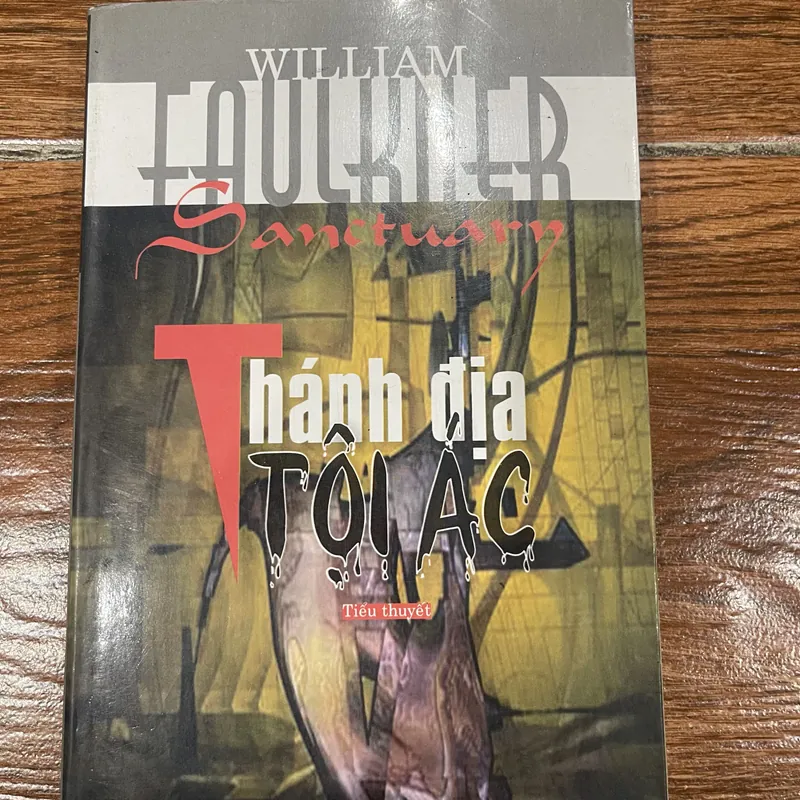 WILLIAM
FAULKNER
Sanctuary
Thánh địa
TỘI ÁC
Tiểu thuyết